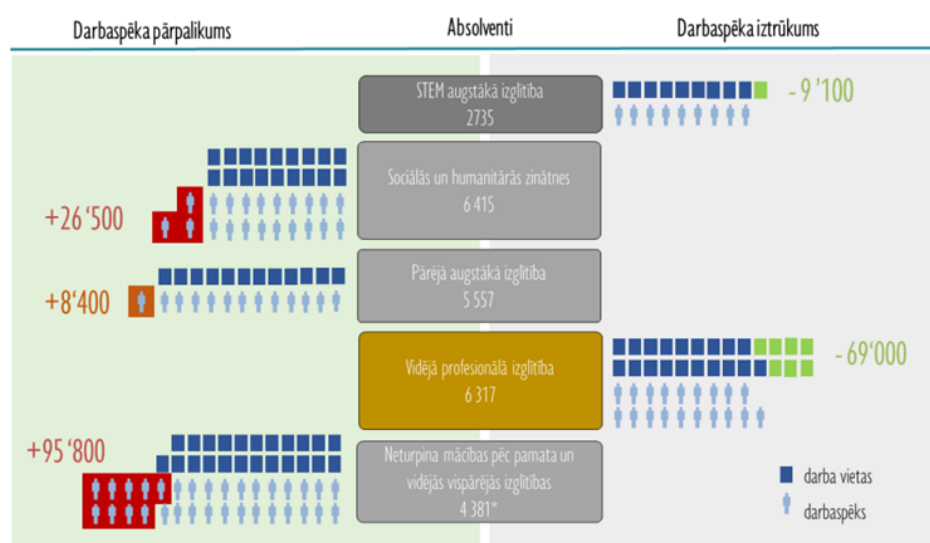 Darbaspēka pārpalikums
Absolventi
Darbaspēka iztrūkums
STEM augstākā izglītība
2735
- 9 '100
Sociālās un humanitārās zinātnes
6 415
+26 '500
Pārējā augstākā izglītība
5 557
+8'400
Vidējā profesionālā izglītība
6 317
- 69'000
+95 '800
Neturpina mācības pēc pamata un
vidējās vispārējās izglītības
4 381*
darba vietas
darbaspēks